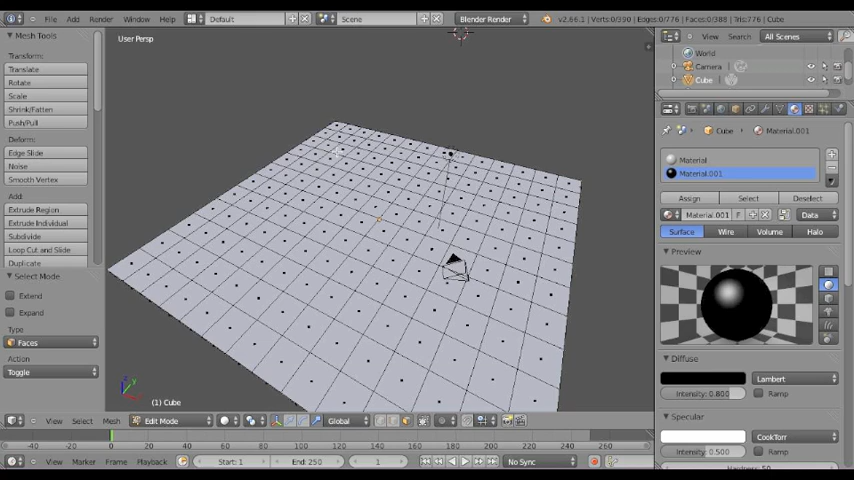 File Add Render Window Help Default Scene Blender Render v2.66.1 | Verts:0/390 | Edges:0/776 | Faces:0/388 | Tris:776 | Cube
Mesh Tools
Transform:
Translate
Rotate
Scale
Shrink/Fatten
Push/Pull
Deform:
Edge Slide
Noise
Smooth Vertex
Add:
Extrude Region
Extrude Individual
Subdivide
Loop Cut and Slide
Duplicate
Select Mode
Extend
Expand
Type
Faces
Action
Toggle
User Persp
(1) Cube
View Select Mesh Edit Mode Global
-40 -20 0 20 40 60 80 100 120 140 160 180 200 220 240 260
View Marker Frame Playback Start: 1 End: 250 1 No Sync
View Search All Scenes
World
Camera
Cube
Cube Material.001
Material
Material.001
Assign Select Deselect
Material.001 F Data
Surface Wire Volume Halo
Preview
Diffuse
Lambert
Intensity: 0.800 Ramp
Specular
CookTorr
Intensity: 0.500 Ramp
Hardness: 50